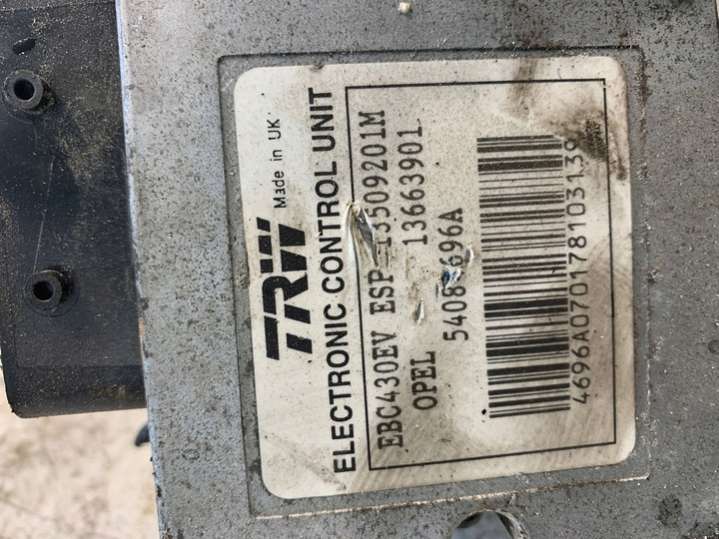 TRW Made in UK
ELECTRONIC CONTROL UNIT
EBC430EV ESP 13509201M
OPEL 13663901
4696A070178103139